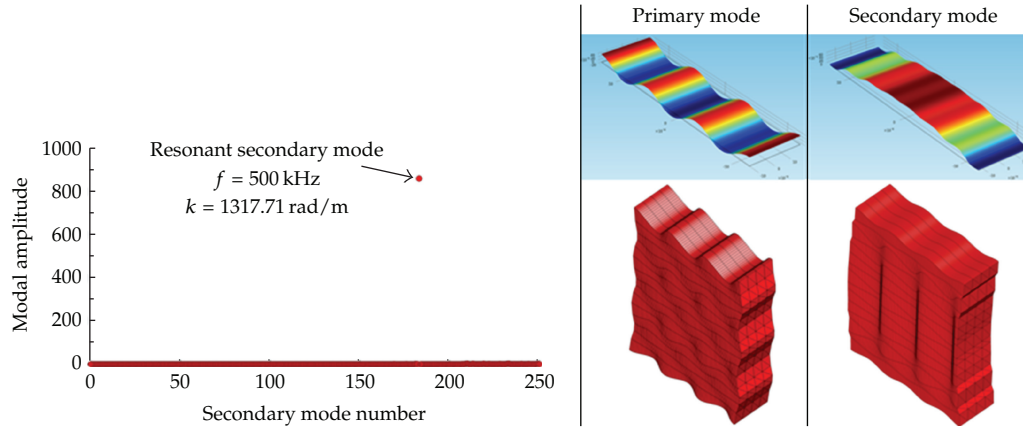 Primary mode
Secondary mode
Resonant secondary mode
f = 500 kHz
k = 1317.71 rad/m
Modal amplitude
1000
800
600
400
200
0
0
50
100
150
200
250
Secondary mode number